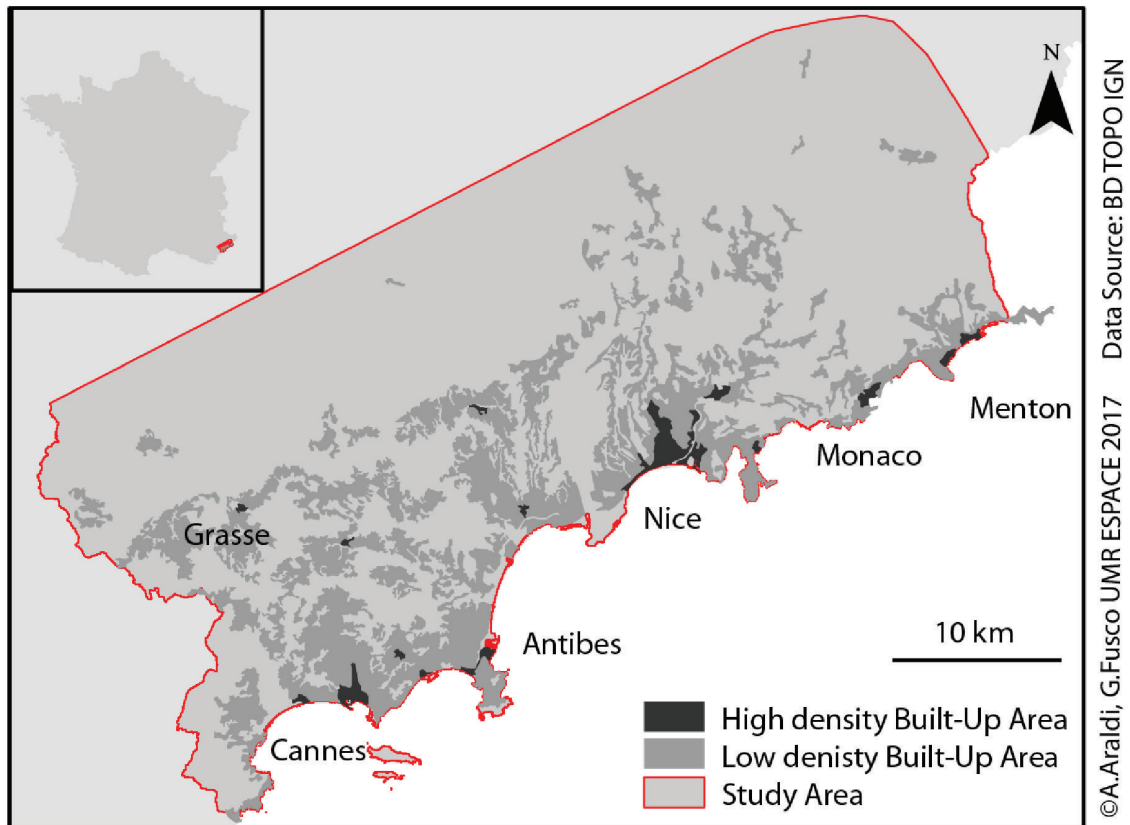 N
Menton
Monaco
Nice
Grasse
Antibes
Cannes
10 km
High density Built-Up Area
Low denisty Built-Up Area
Study Area
©A.Araldi, G.Fusco UMR ESPACE 2017 Data Source: BD TOPO IGN